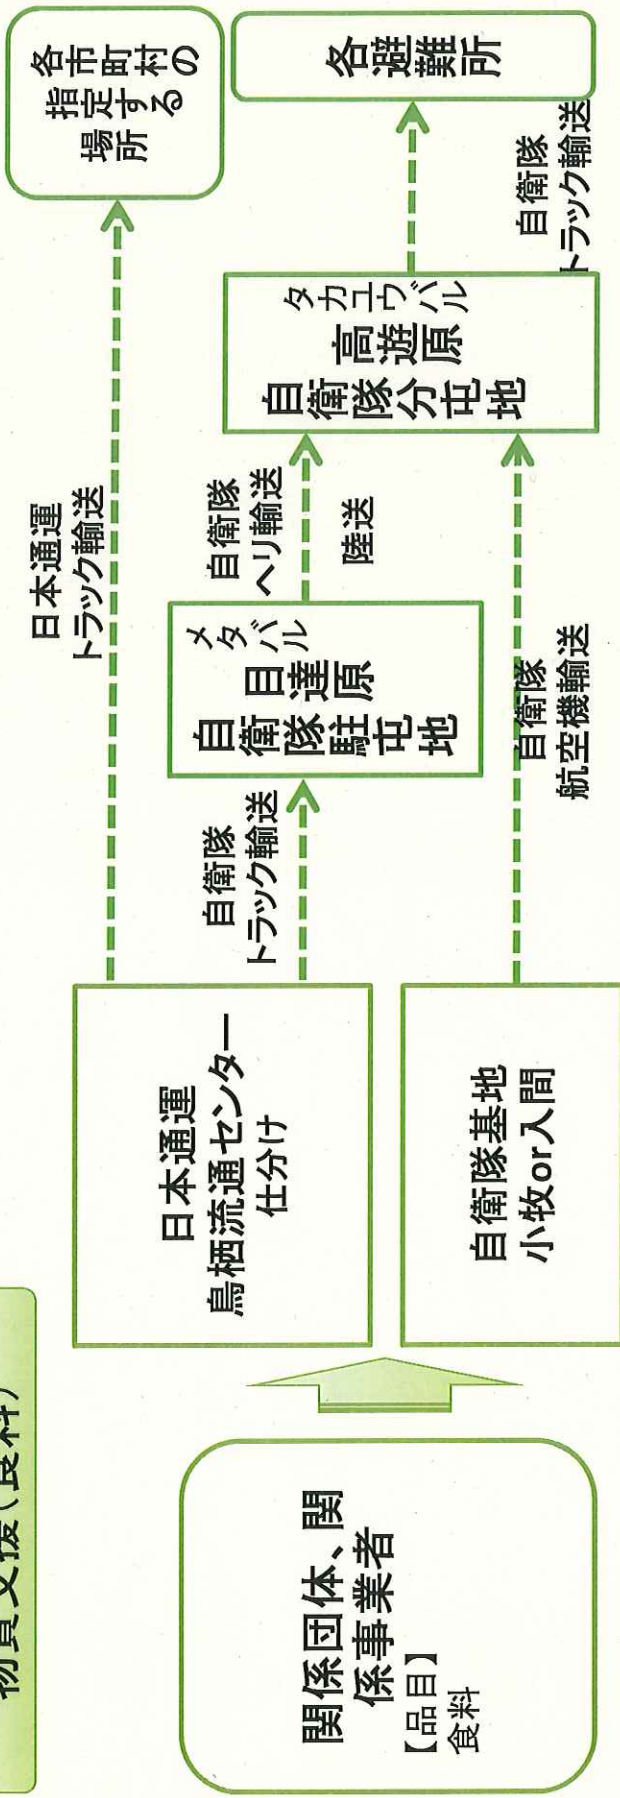 物資支援(食料)
関係団体、関
係事業者
【品目】
食料
日本通運
鳥栖流通センター
仕分け
自衛隊基地
小牧or入間
日本通運
トラック輸送
自衛隊
トラック輸送
メタバル
目達原
自衛隊駐屯地
自衛隊
ヘリ輸送
陸送
自衛隊
航空機輸送
タカユウバル
高遊原
自衛隊分屯地
自衛隊
トラック輸送
各市町村の
指定する
場所
各避難所